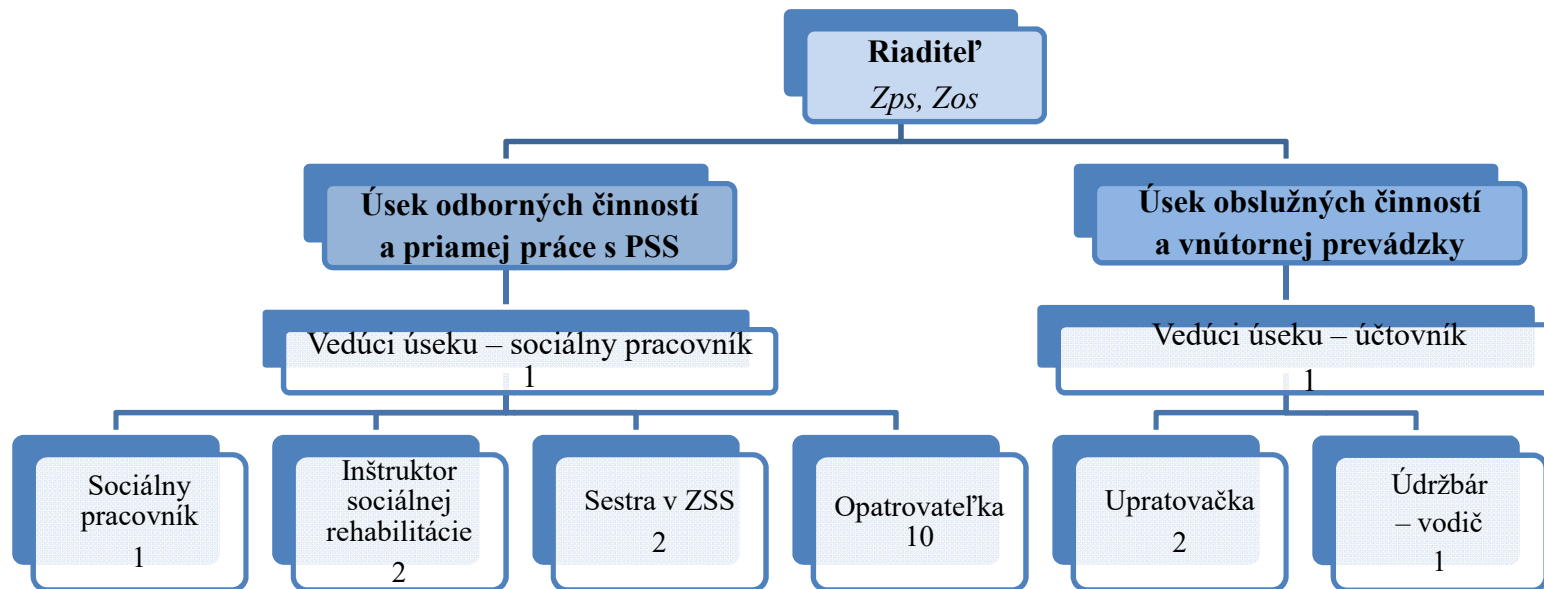 Riaditeľ
Zps, Zos
Úsek odborných činností
a priamej práce s PSS
Úsek obslužných činností
a vnútornej prevádzky
Vedúci úseku – sociálny pracovník
1
Vedúci úseku – účtovník
1
Sociálny
pracovník
1
Inštruktor
sociálnej
rehabilitácie
2
Sestra v ZSS
2
Opatrovateľka
10
Upratovačka
2
Údržbár
– vodič
1